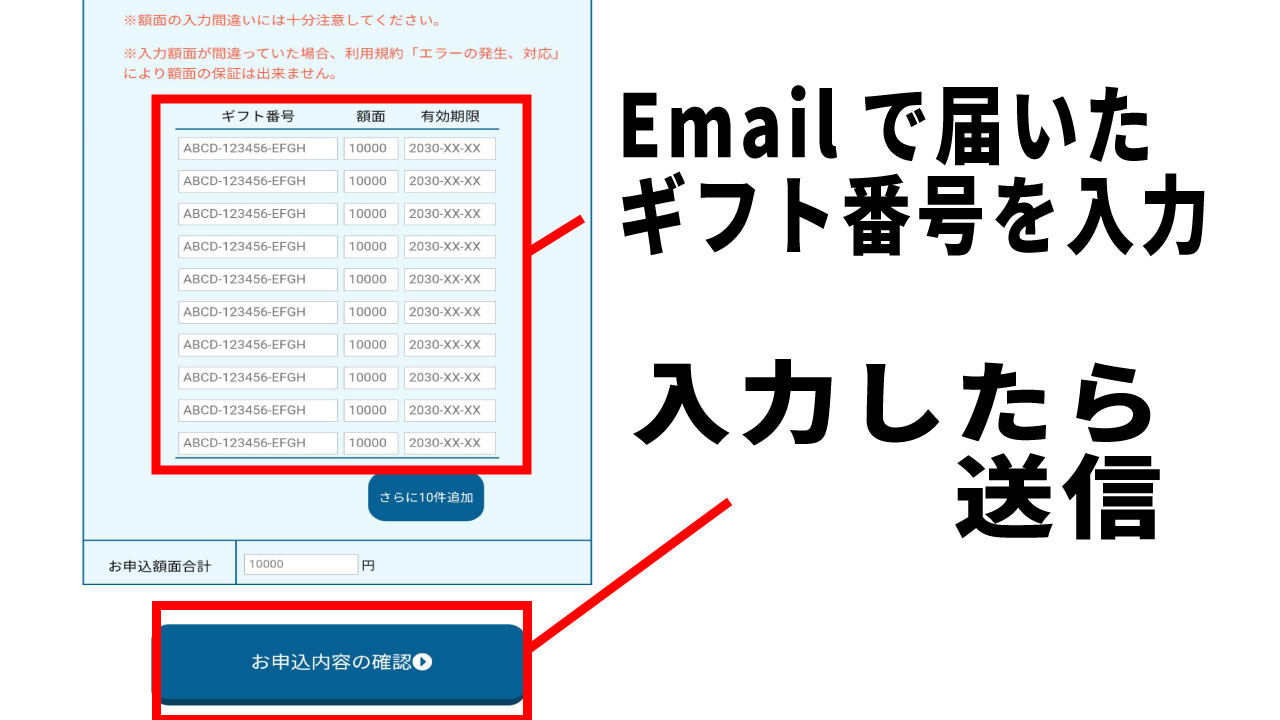 ※額面の入力間違いには十分注意してください。
※入力額面が間違っていた場合、利用規約「エラーの発生、対応」
により額面の保証は出来ません。
ギフト番号 額面 有効期限
ABCD-123456-EFGH 10000 2030-XX-XX
ABCD-123456-EFGH 10000 2030-XX-XX
ABCD-123456-EFGH 10000 2030-XX-XX
ABCD-123456-EFGH 10000 2030-XX-XX
ABCD-123456-EFGH 10000 2030-XX-XX
ABCD-123456-EFGH 10000 2030-XX-XX
ABCD-123456-EFGH 10000 2030-XX-XX
ABCD-123456-EFGH 10000 2030-XX-XX
ABCD-123456-EFGH 10000 2030-XX-XX
ABCD-123456-EFGH 10000 2030-XX-XX
さらに10件追加
お申込額面合計 10000 円
お申込内容の確認
Emailで届いた
ギフト番号を入力
入力したら
送信